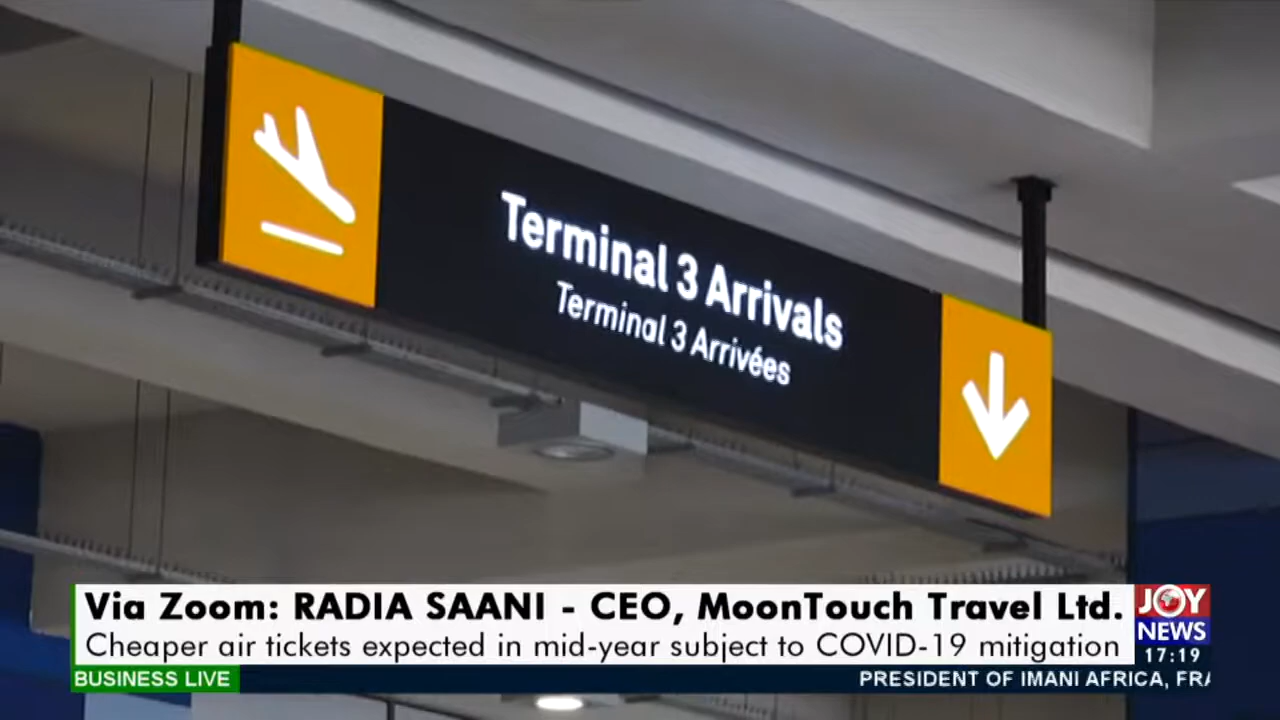 Terminal 3 Arrivals
Terminal 3 Arrivées
Via Zoom: RADIA SAANI - CEO, MoonTouch Travel Ltd.
Cheaper air tickets expected in mid-year subject to COVID-19 mitigation
JOY
NEWS
17:19
BUSINESS LIVE
PRESIDENT OF IMANI AFRICA, FRA